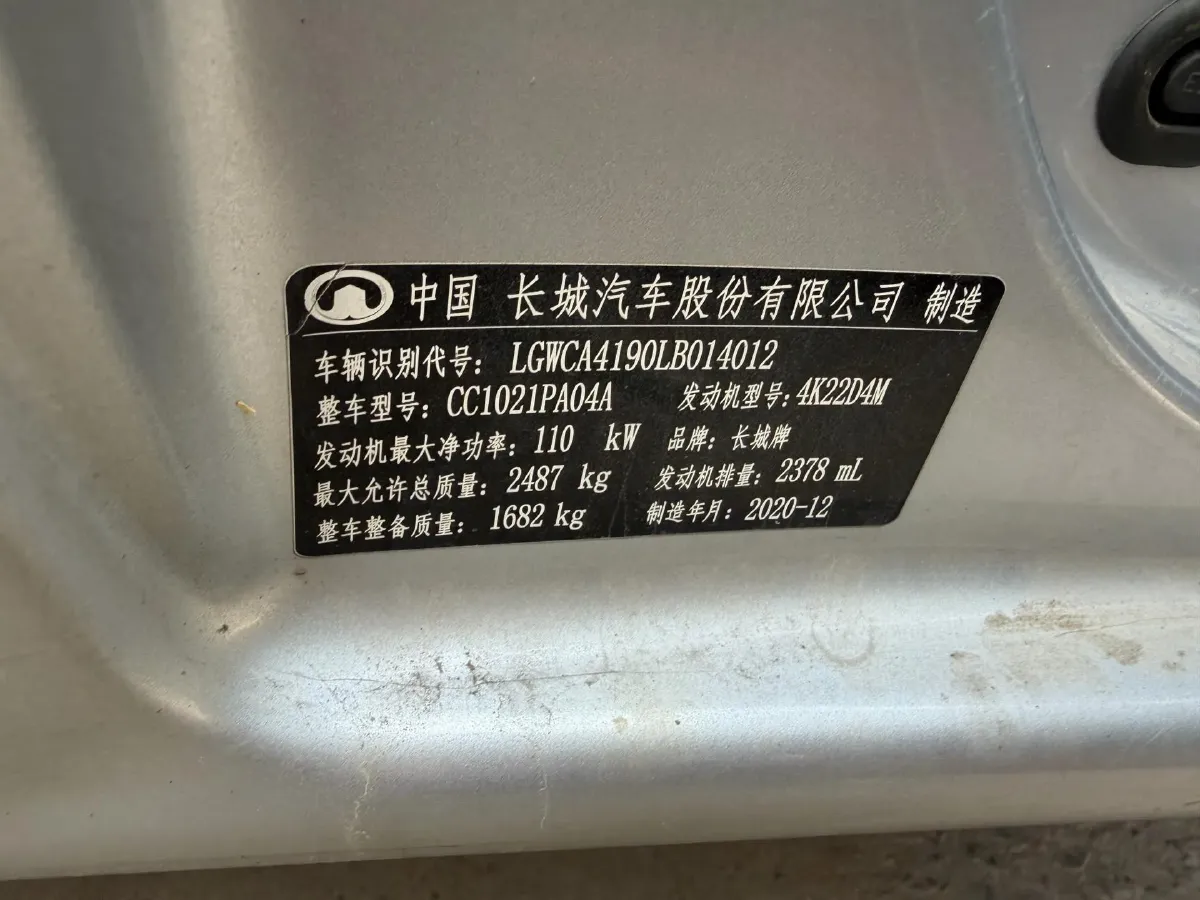 中国 长城汽车股份有限公司 制造
车辆识别代号：LGWCA4190LB014012
整车型号：CC1021PA04A 发动机型号：4K22D4M
发动机最大净功率：110 kW 品牌：长城牌
最大允许总质量：2487 kg 发动机排量：2378 mL
整车整备质量：1682 kg 制造年月：2020-12